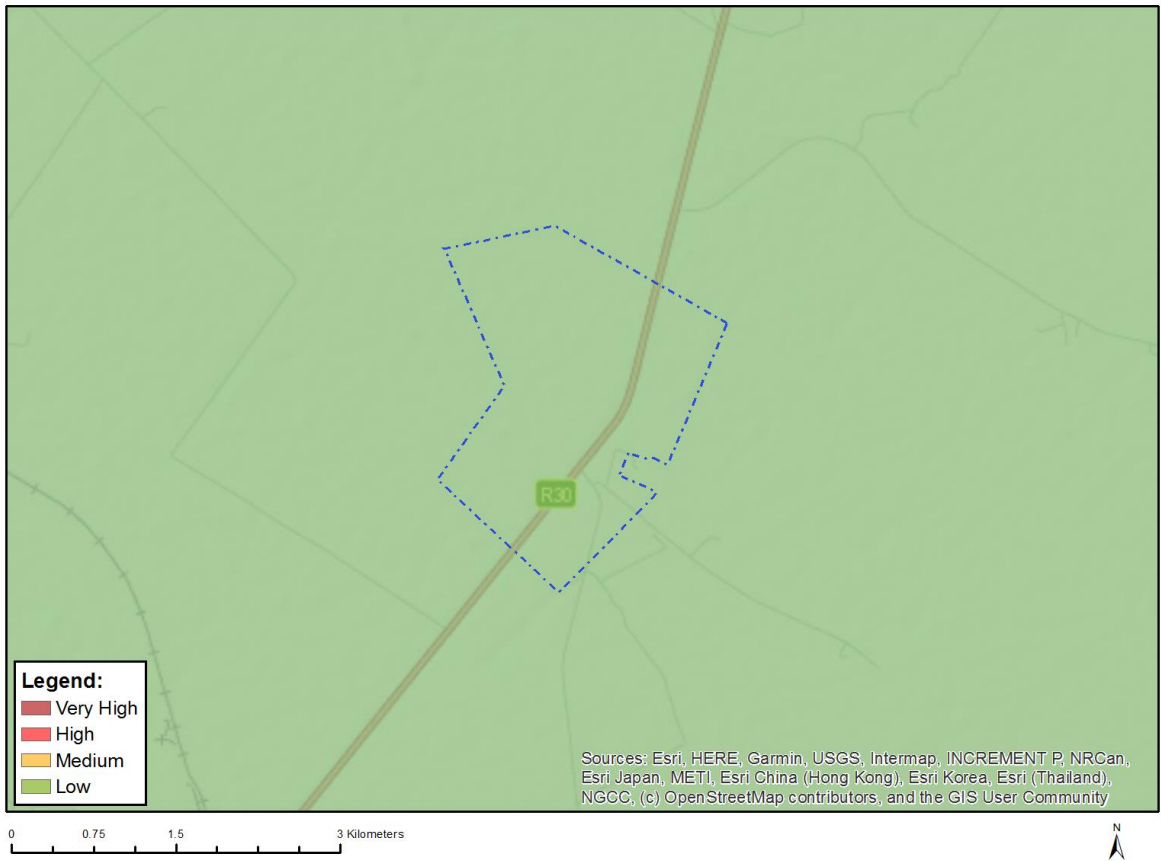 R30
Legend:
Very High
High
Medium
Low
Sources: Esri, HERE, Garmin, USGS, Intermap, INCREMENT P, NRCan,
Esri Japan, METI, Esri China (Hong Kong), Esri Korea, Esri (Thailand),
NGCC, (c) OpenStreetMap contributors, and the GIS User Community
0 0.75 1.5 3 Kilometers
N